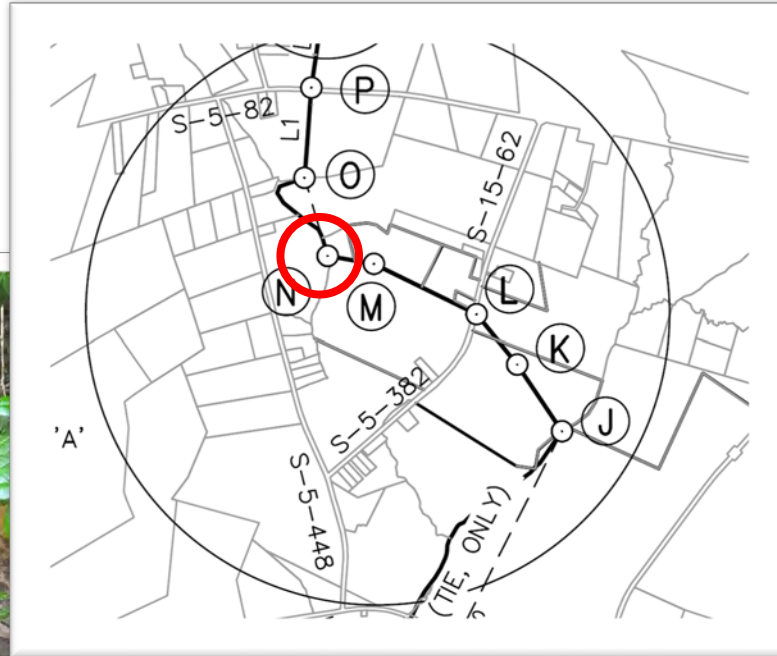 P
S-5-82
L1
O
S-15-62
N
M
L
K
S-5-382
J
'A'
S-5-448
(TIE, ONLY)